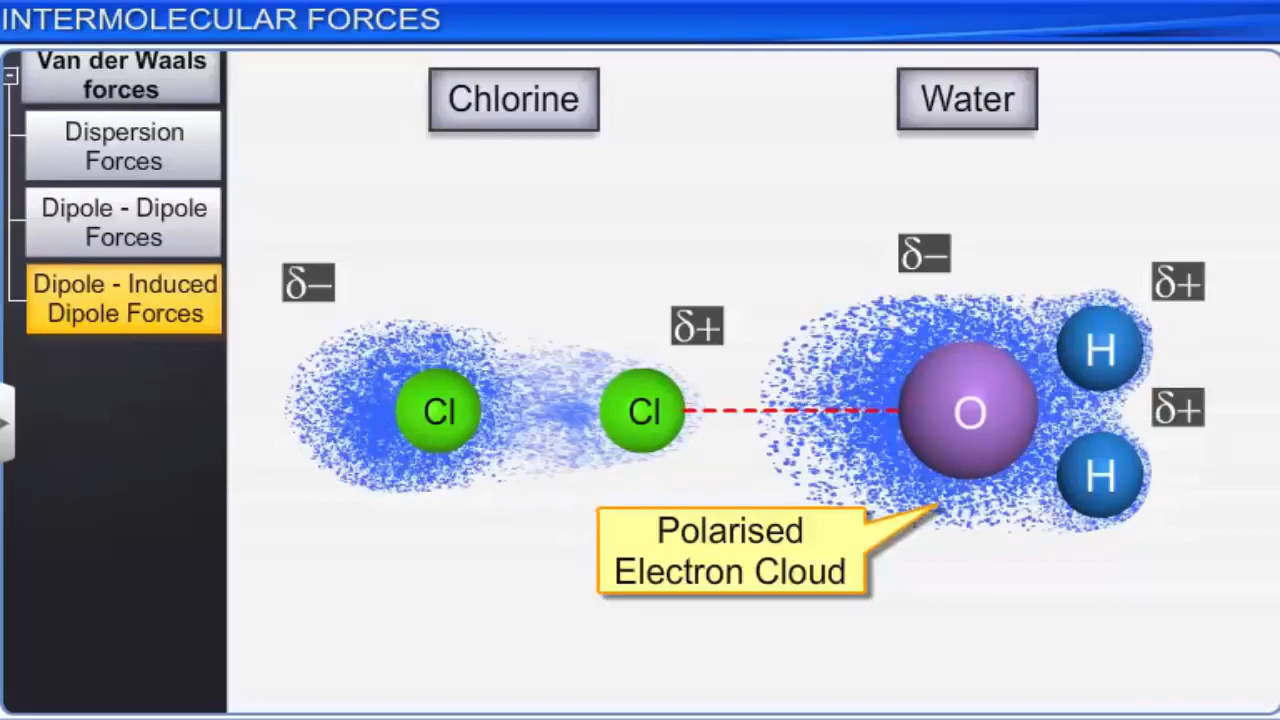 INTERMOLECULAR FORCES
Van der Waals
forces
Dispersion
Forces
Dipole - Dipole
Forces
Dipole - Induced
Dipole Forces
Chlorine
Water
δ–
δ+
δ–
δ+
δ+
Cl
Cl
O
H
H
Polarised
Electron Cloud